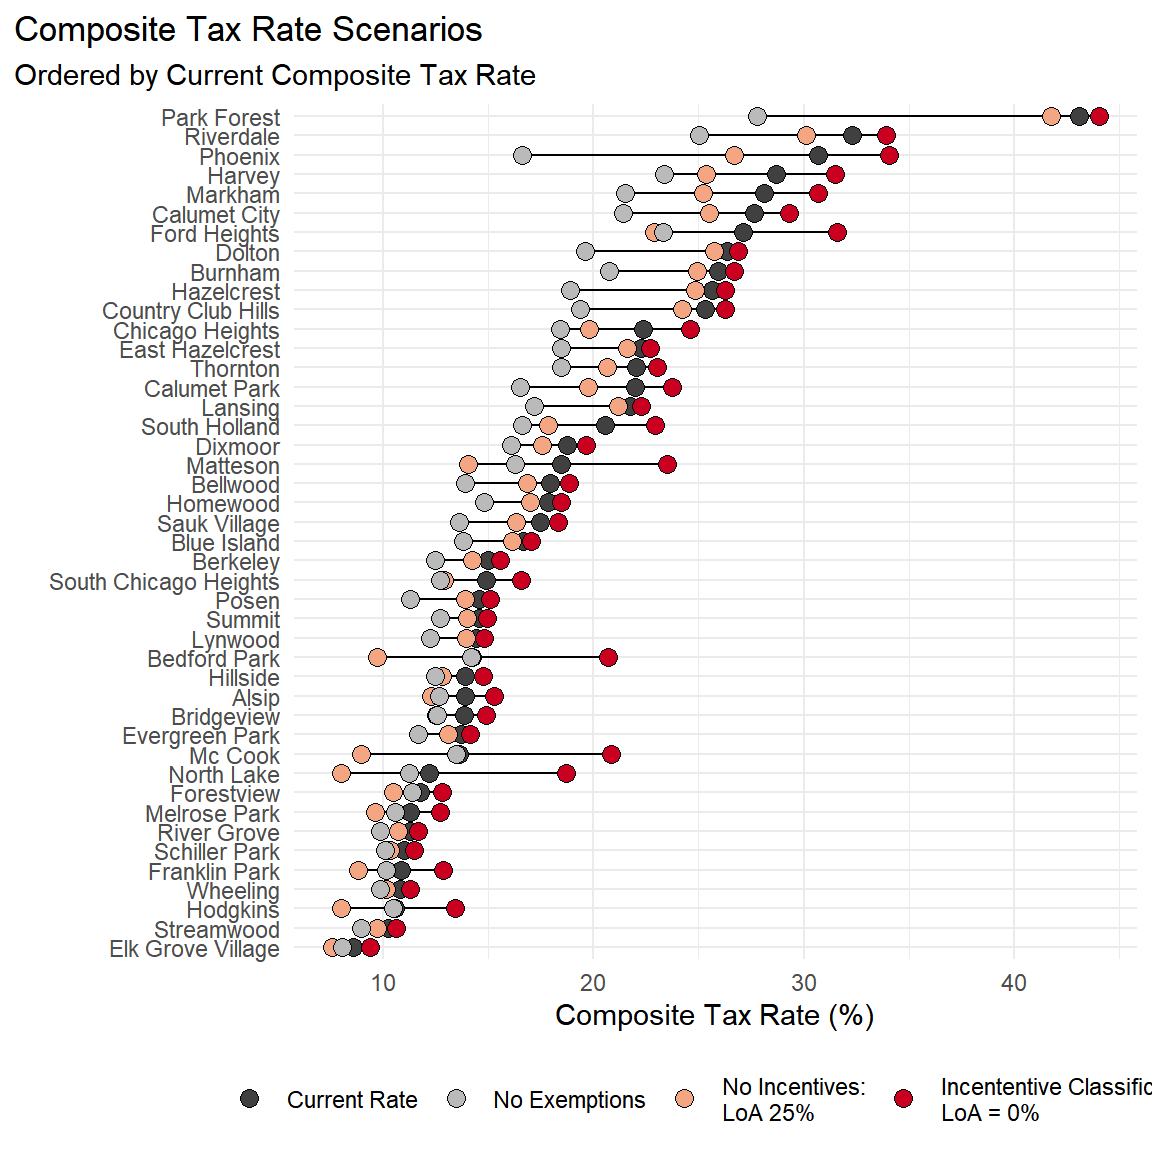 Composite Tax Rate Scenarios
Ordered by Current Composite Tax Rate
Park Forest
Riverdale
Phoenix
Harvey
Markham
Calumet City
Ford Heights
Dolton
Burnham
Hazelcrest
Country Club Hills
Chicago Heights
East Hazelcrest
Thornton
Calumet Park
Lansing
South Holland
Dixmoor
Matteson
Bellwood
Homewood
Sauk Village
Blue Island
Berkeley
South Chicago Heights
Posen
Summit
Lynwood
Bedford Park
Hillside
Alsip
Bridgeview
Evergreen Park
Mc Cook
North Lake
Forestview
Melrose Park
River Grove
Schiller Park
Franklin Park
Wheeling
Hodgkins
Streamwood
Elk Grove Village
10 20 30 40
Composite Tax Rate (%)
Current Rate
No Exemptions
No Incentives:
LoA 25%
Incententive Classific
LoA = 0%